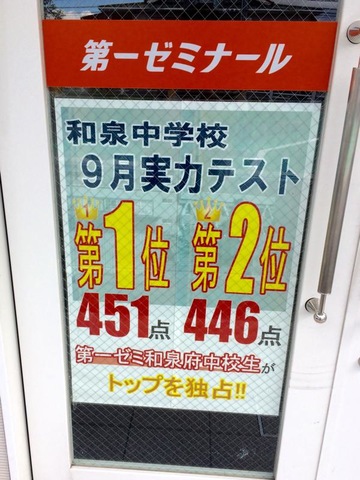 第一ゼミナール
和泉中学校
9月実力テスト
1 2
第1位 第2位
451点 446点
第一ゼミ和泉府中校生が
トップを独占!!